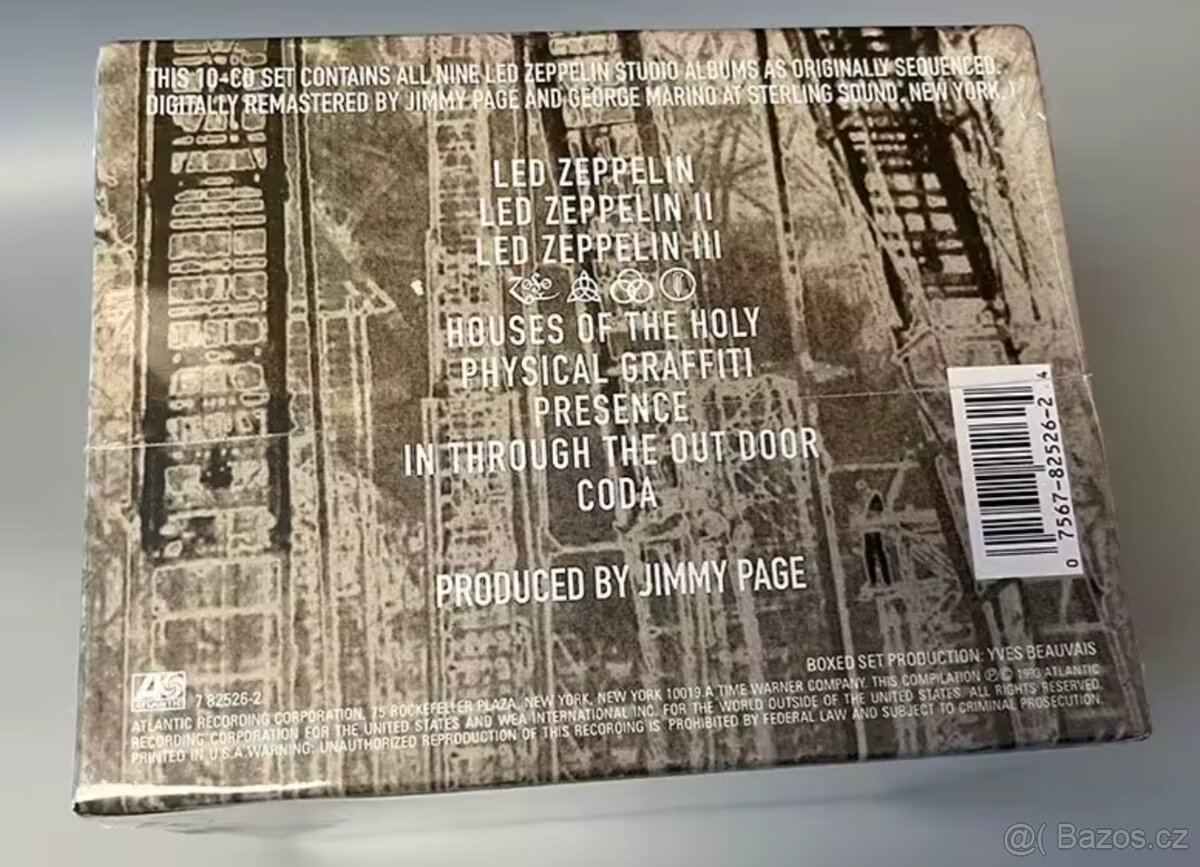 THIS 10-CD SET CONTAINS ALL NINE LED ZEPPELIN STUDIO ALBUMS AS ORIGINALLY SEQUENCED.
DIGITALLY REMASTERED BY JIMMY PAGE AND GEORGE MARINO AT STERLING SOUND, NEW YORK.
LED ZEPPELIN
LED ZEPPELIN II
LED ZEPPELIN III
HOUSES OF THE HOLY
PHYSICAL GRAFFITI
PRESENCE
IN THROUGH THE OUT DOOR
CODA
PRODUCED BY JIMMY PAGE
0 7567-82526-2 4
BOXED SET PRODUCTION: YVES BEAUVAIS
ATLANTIC
7 82526-2
ATLANTIC RECORDING CORPORATION, 75 ROCKEFELLER PLAZA, NEW YORK, NEW YORK 10019. A TIME WARNER COMPANY. THIS COMPILATION ℗ © 1993 ATLANTIC
RECORDING CORPORATION FOR THE UNITED STATES AND WEA INTERNATIONAL INC. FOR THE WORLD OUTSIDE OF THE UNITED STATES. ALL RIGHTS RESERVED.
PRINTED IN U.S.A. WARNING: UNAUTHORIZED REPRODUCTION OF THIS RECORDING IS PROHIBITED BY FEDERAL LAW AND SUBJECT TO CRIMINAL PROSECUTION.
@( Bazos.cz